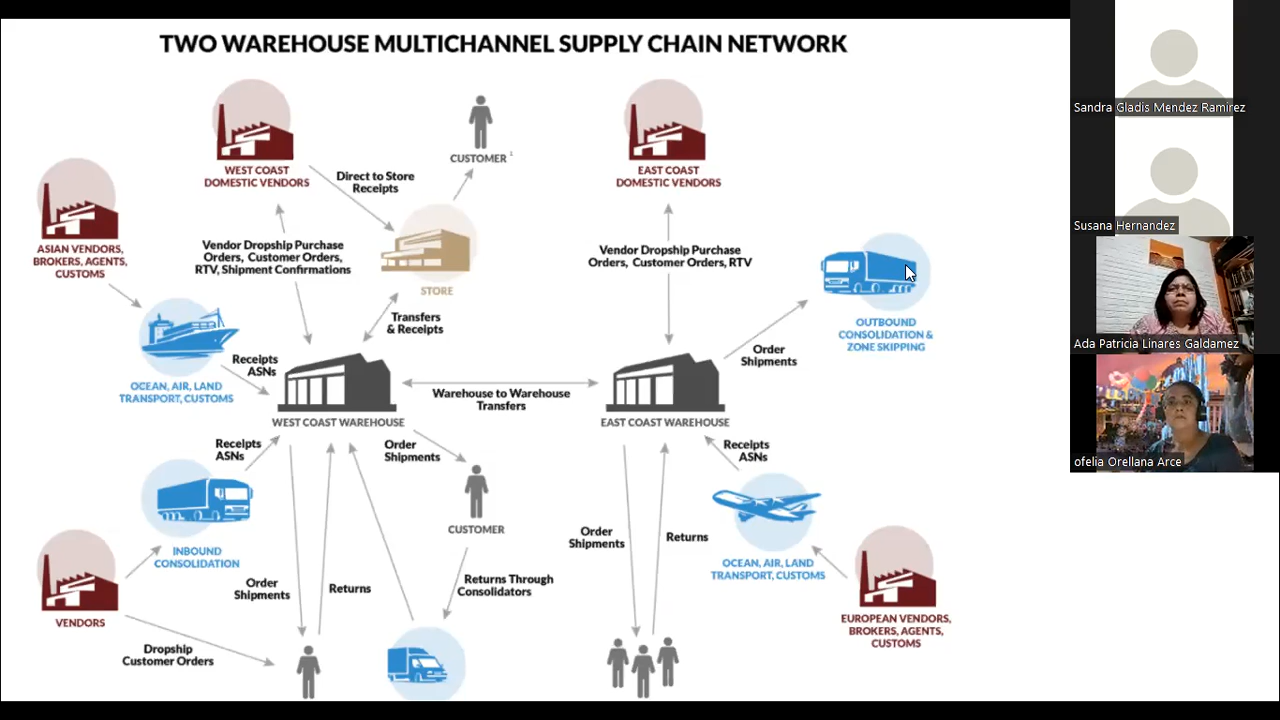 TWO WAREHOUSE MULTICHANNEL SUPPLY CHAIN NETWORK
CUSTOMER 1
WEST COAST
DOMESTIC VENDORS
Direct to Store
Receipts
EAST COAST
DOMESTIC VENDORS
ASIAN VENDORS,
BROKERS, AGENTS,
CUSTOMS
Vendor Dropship Purchase
Orders, Customer Orders,
RTV, Shipment Confirmations
STORE
Vendor Dropship Purchase
Orders, Customer Orders, RTV
Transfers
& Receipts
OUTBOUND
CONSOLIDATION &
ZONE SKIPPING
Order
Shipments
Receipts
ASNs
OCEAN, AIR, LAND
TRANSPORT, CUSTOMS
Warehouse to Warehouse
Transfers
WEST COAST WAREHOUSE
EAST COAST WAREHOUSE
Receipts
ASNs
Order
Shipments
Receipts
ASNs
CUSTOMER
INBOUND
CONSOLIDATION
Order
Shipments
Returns
OCEAN, AIR, LAND
TRANSPORT, CUSTOMS
Order
Shipments
Returns
Returns Through
Consolidators
VENDORS
EUROPEAN VENDORS,
BROKERS, AGENTS,
CUSTOMS
Dropship
Customer Orders
Sandra Gladis Mendez Ramirez
Susana Hernandez
Ada Patricia Linares Galdamez
ofelia Orellana Arce